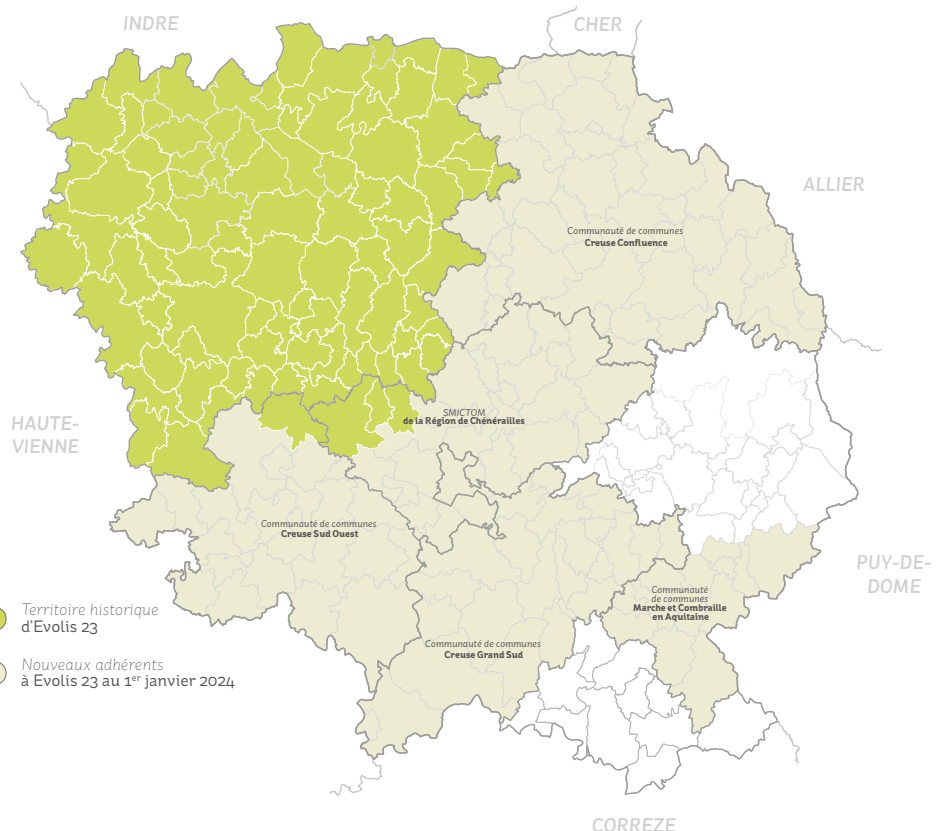 INDRE
CHER
ALLIER
Communauté de communes
Creuse Confluence
HAUTE-
VIENNE
SMICTOM
de la Région de Chénérailles
Communauté de communes
Creuse Sud Ouest
PUY-DE-
DOME
Communauté
de communes
Marche et Combraille
en Aquitaine
Territoire historique
d'Evolis 23
Communauté de communes
Creuse Grand Sud
Nouveaux adhérents
à Evolis 23 au 1er janvier 2024
CORREZE